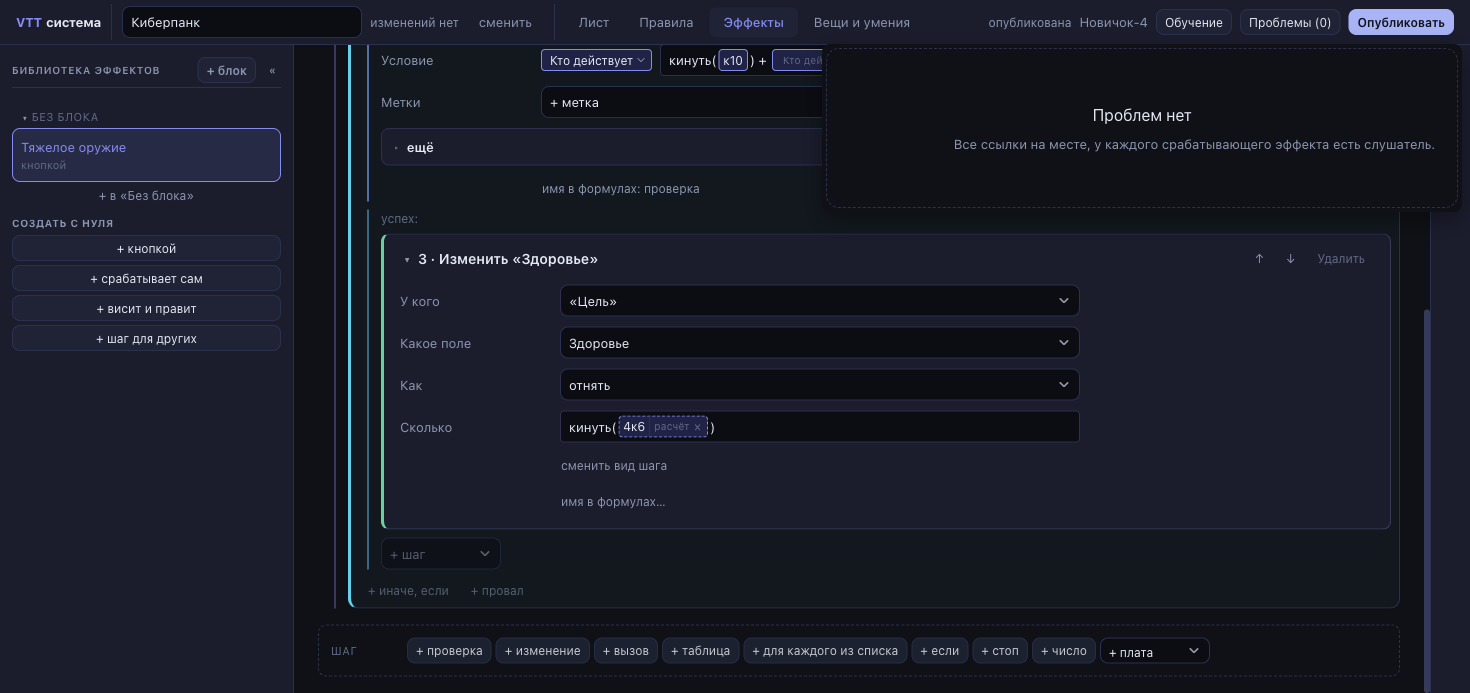 VTT система
Киберпанк
изменений нет
сменить
Лист
Правила
Эффекты
Вещи и умения
опубликована
Новичок-4
Обучение
Проблемы (0)
Опубликовать
БИБЛИОТЕКА ЭФФЕКТОВ
+ блок
«
▾ БЕЗ БЛОКА
Тяжелое оружие
кнопкой
+ в «Без блока»
СОЗДАТЬ С НУЛЯ
+ кнопкой
+ срабатывает сам
+ висит и правит
+ шаг для других
Условие
Кто действует
кинуть( к10 ) + Кто дей
Метки
+ метка
ещё
имя в формулах: проверка
Проблем нет
Все ссылки на месте, у каждого срабатывающего эффекта есть слушатель.
успех:
▾ 3 · Изменить «Здоровье»
↑ ↓ Удалить
У кого
«Цель»
Какое поле
Здоровье
Как
отнять
Сколько
кинуть( 4к6 расчёт × )
сменить вид шага
имя в формулах…
+ шаг
+ иначе, если
+ провал
ШАГ
+ проверка
+ изменение
+ вызов
+ таблица
+ для каждого из списка
+ если
+ стоп
+ число
+ плата